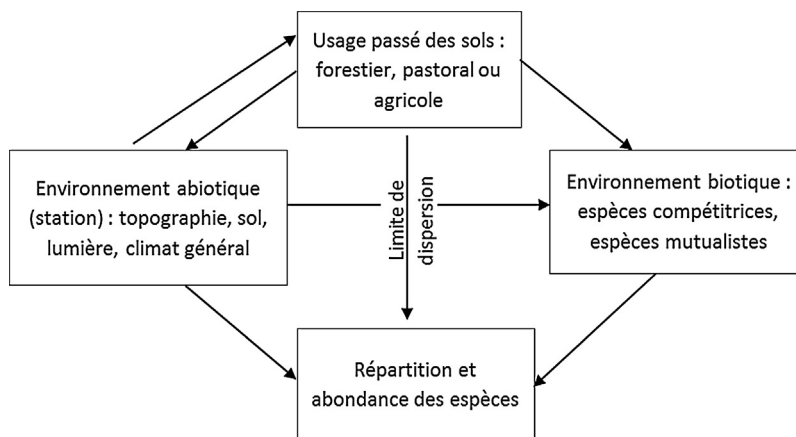 Usage passé des sols :
forestier, pastoral ou
agricole
Environnement abiotique
(station) : topographie, sol,
lumière, climat général
Limite de
dispersion
Environnement biotique :
espèces compétitrices,
espèces mutualistes
Répartition et
abondance des espèces